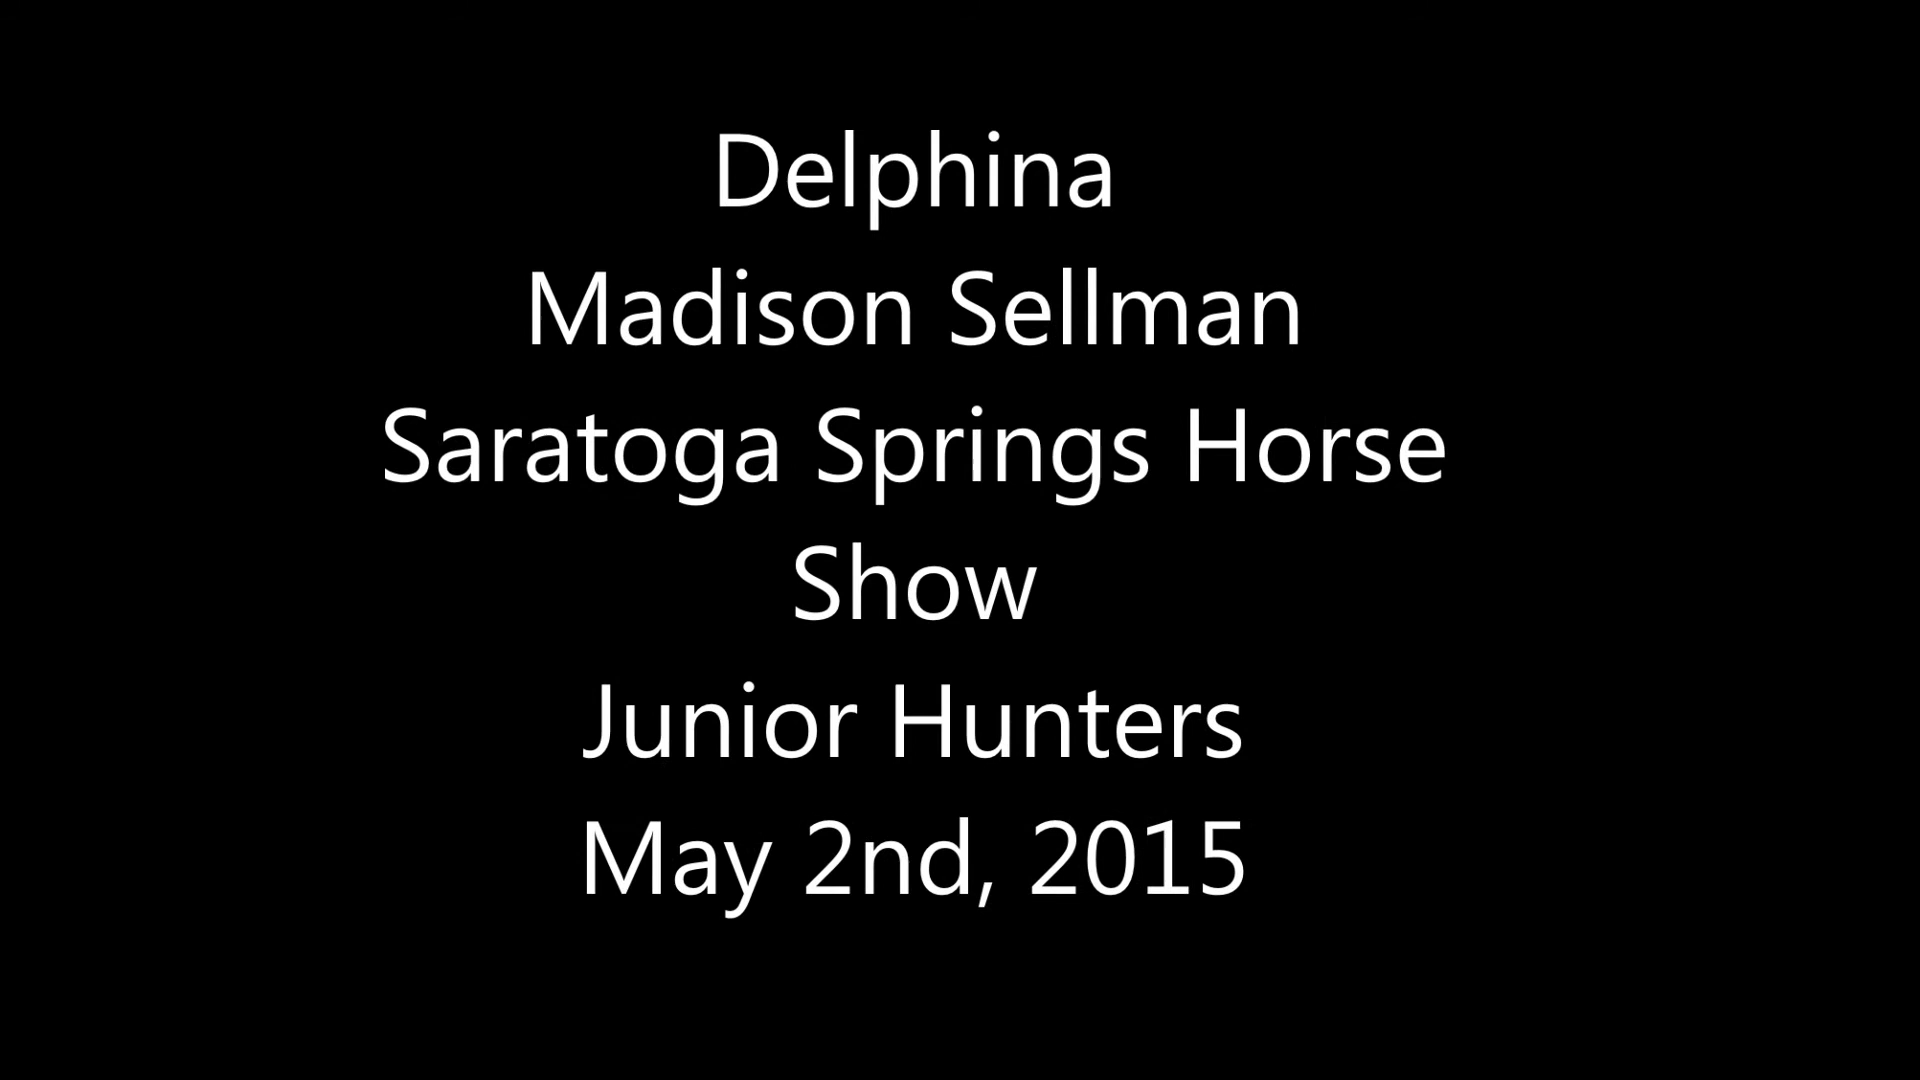 Delphina
Madison Sellman
Saratoga Springs Horse
Show
Junior Hunters
May 2nd, 2015